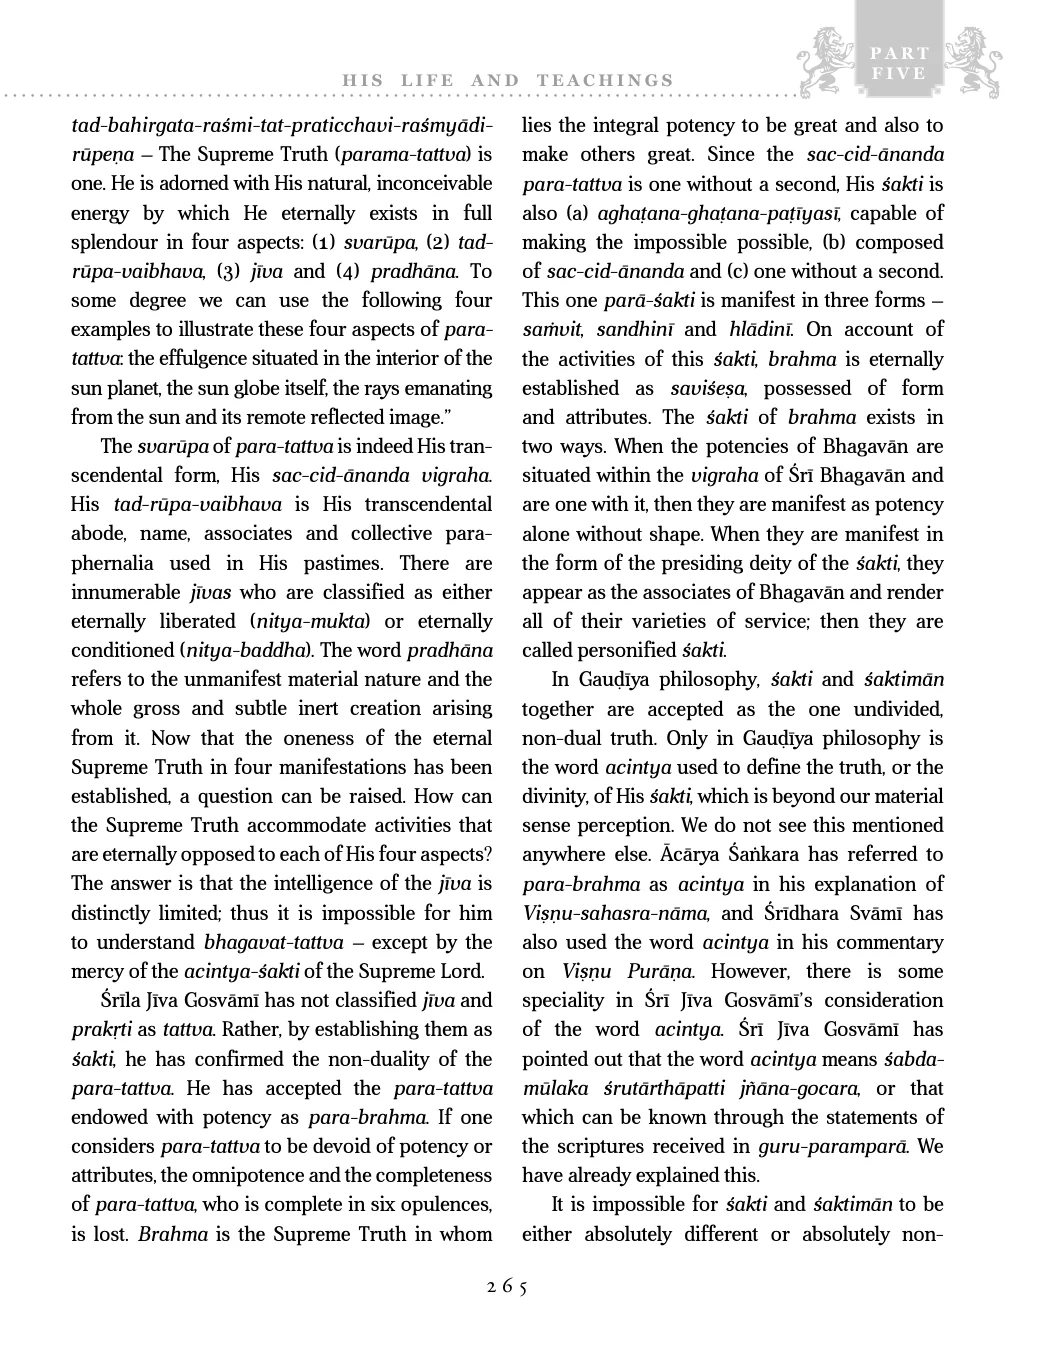 PART
FIVE
HIS LIFE AND TEACHINGS
tad-bahirgata-raśmi-tat-praticchavi-raśmyādi-
rūpeṇa – The Supreme Truth (parama-tattva) is
one. He is adorned with His natural, inconceivable
energy by which He eternally exists in full
splendour in four aspects: (1) svarūpa, (2) tad-
rūpa-vaibhava, (3) jīva and (4) pradhāna. To
some degree we can use the following four
examples to illustrate these four aspects of para-
tattva: the effulgence situated in the interior of the
sun planet, the sun globe itself, the rays emanating
from the sun and its remote reflected image.”
The svarūpa of para-tattva is indeed His tran-
scendental form, His sac-cid-ānanda vigraha.
His tad-rūpa-vaibhava is His transcendental
abode, name, associates and collective para-
phernalia used in His pastimes. There are
innumerable jīvas who are classified as either
eternally liberated (nitya-mukta) or eternally
conditioned (nitya-baddha). The word pradhāna
refers to the unmanifest material nature and the
whole gross and subtle inert creation arising
from it. Now that the oneness of the eternal
Supreme Truth in four manifestations has been
established, a question can be raised. How can
the Supreme Truth accommodate activities that
are eternally opposed to each of His four aspects?
The answer is that the intelligence of the jīva is
distinctly limited; thus it is impossible for him
to understand bhagavat-tattva – except by the
mercy of the acintya-śakti of the Supreme Lord.
Śrīla Jīva Gosvāmī has not classified jīva and
prakṛti as tattva. Rather, by establishing them as
śakti, he has confirmed the non-duality of the
para-tattva. He has accepted the para-tattva
endowed with potency as para-brahma. If one
considers para-tattva to be devoid of potency or
attributes, the omnipotence and the completeness
of para-tattva, who is complete in six opulences,
is lost. Brahma is the Supreme Truth in whom
lies the integral potency to be great and also to
make others great. Since the sac-cid-ānanda
para-tattva is one without a second, His śakti is
also (a) aghaṭana-ghaṭana-paṭīyasī, capable of
making the impossible possible, (b) composed
of sac-cid-ānanda and (c) one without a second.
This one parā-śakti is manifest in three forms –
saṁvit, sandhinī and hlādinī. On account of
the activities of this śakti, brahma is eternally
established as saviśeṣa, possessed of form
and attributes. The śakti of brahma exists in
two ways. When the potencies of Bhagavān are
situated within the vigraha of Śrī Bhagavān and
are one with it, then they are manifest as potency
alone without shape. When they are manifest in
the form of the presiding deity of the śakti, they
appear as the associates of Bhagavān and render
all of their varieties of service; then they are
called personified śakti.
In Gauḍīya philosophy, śakti and śaktimān
together are accepted as the one undivided,
non-dual truth. Only in Gauḍīya philosophy is
the word acintya used to define the truth, or the
divinity, of His śakti, which is beyond our material
sense perception. We do not see this mentioned
anywhere else. Ācārya Śaṅkara has referred to
para-brahma as acintya in his explanation of
Viṣṇu-sahasra-nāma, and Śrīdhara Svāmī has
also used the word acintya in his commentary
on Viṣṇu Purāṇa. However, there is some
speciality in Śrī Jīva Gosvāmī’s consideration
of the word acintya. Śrī Jīva Gosvāmī has
pointed out that the word acintya means śabda-
mūlaka śrutārthāpatti jñāna-gocara, or that
which can be known through the statements of
the scriptures received in guru-paramparā. We
have already explained this.
It is impossible for śakti and śaktimān to be
either absolutely different or absolutely non-
265